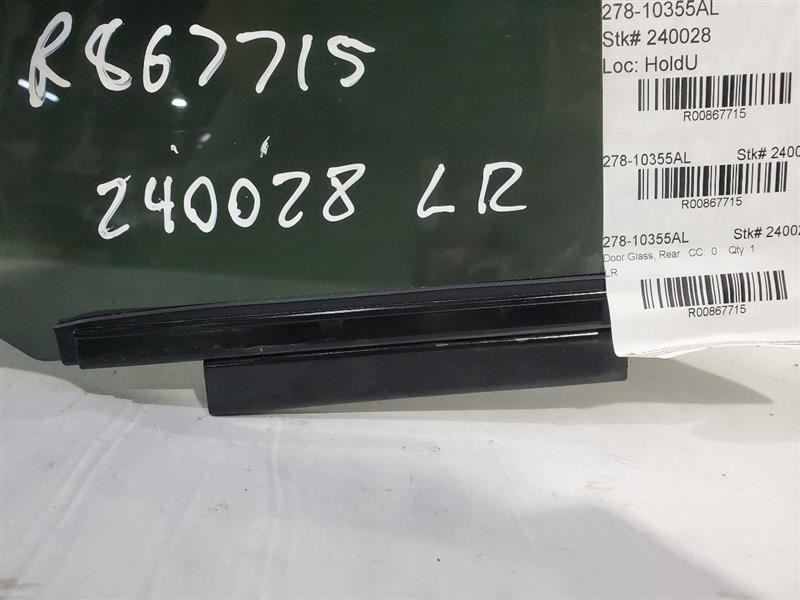 R867715
240028 LR
278-10355AL
Stk# 240028
Loc: HoldU
R00867715
278-10355AL Stk# 2400
R00867715
278-10355AL Stk# 24002
Door Glass, Rear CC: 0 Qty: 1
LR
R00867715